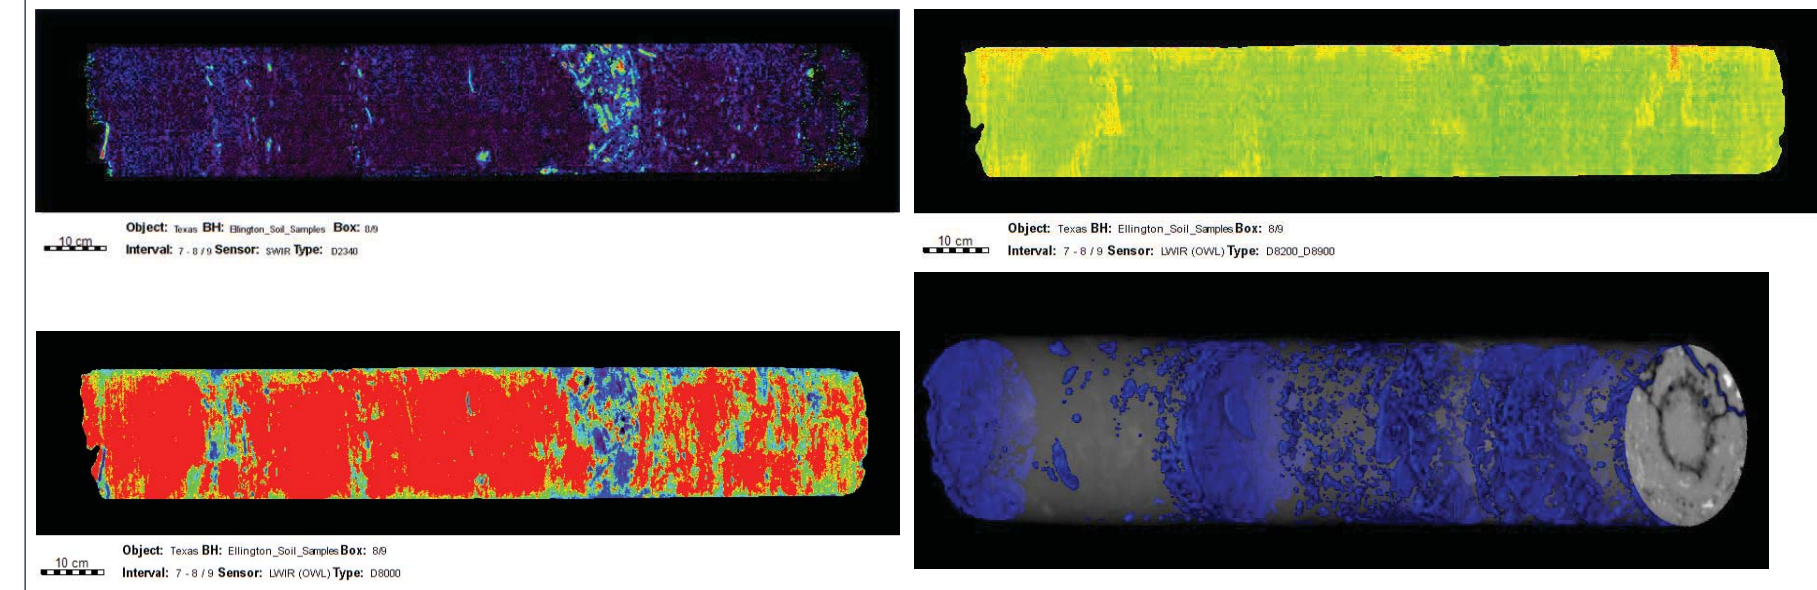 10 cm
Object: Texas BH: Ellington_Soil_Samples Box: 8/9
Interval: 7 - 8 / 9 Sensor: SWIR Type: D2340
10 cm
Object: Texas BH: Ellington_Soil_Samples Box: 8/9
Interval: 7 - 8 / 9 Sensor: LWIR (OWL) Type: D8200_D8900
10 cm
Object: Texas BH: Ellington_Soil_Samples Box: 8/9
Interval: 7 - 8 / 9 Sensor: LWIR (OWL) Type: D8000